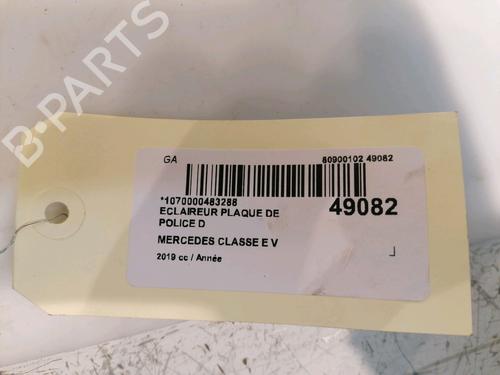 B-PARTS
GA
80900102 49082
*1070000483288
49082
ECLAIREUR PLAQUE DE
POLICE D
MERCEDES CLASSE E V
2019 cc / Année